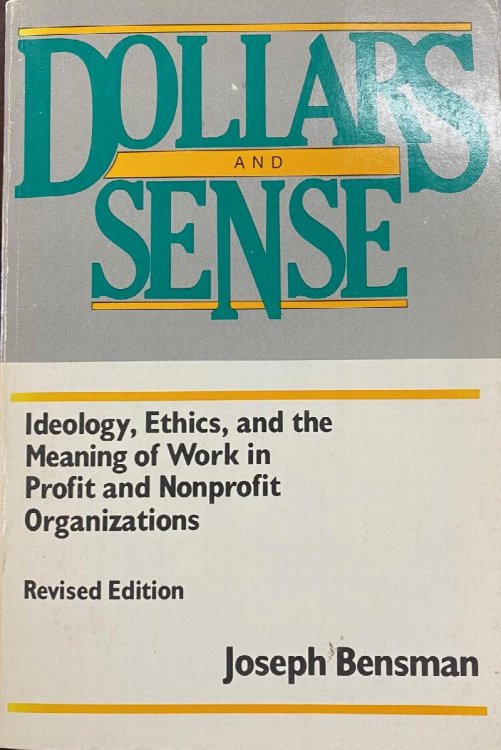 DOLLARS
AND
SENSE
Ideology, Ethics, and the
Meaning of Work in
Profit and Nonprofit
Organizations
Revised Edition
Joseph Bensman